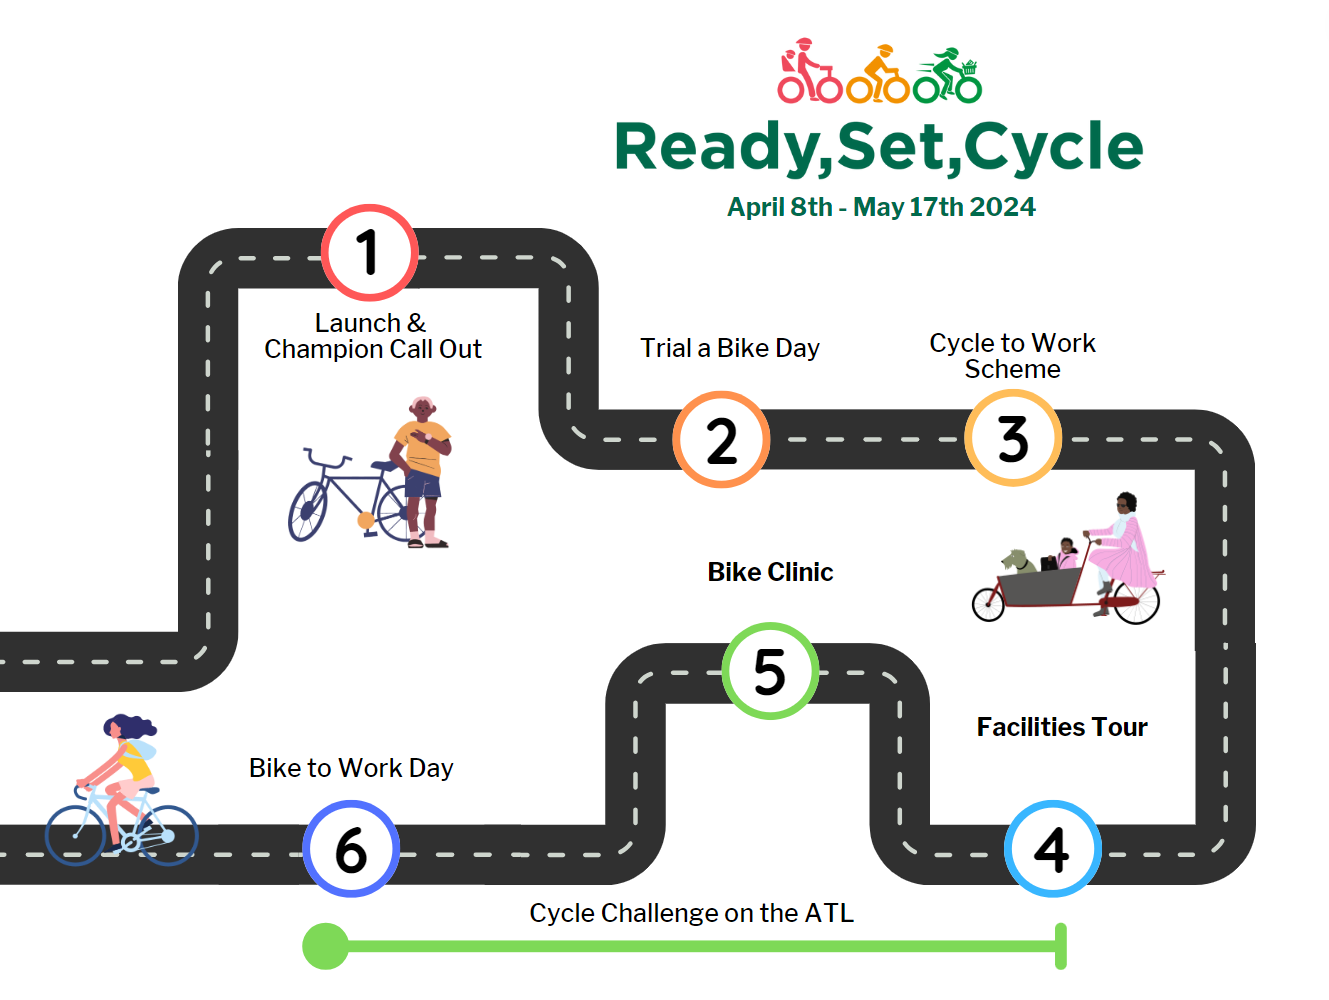 Ready,Set,Cycle
April 8th - May 17th 2024
1
Launch &
Champion Call Out
Trial a Bike Day
2
Cycle to Work
Scheme
3
Facilities Tour
4
Bike Clinic
5
Bike to Work Day
6
Cycle Challenge on the ATL